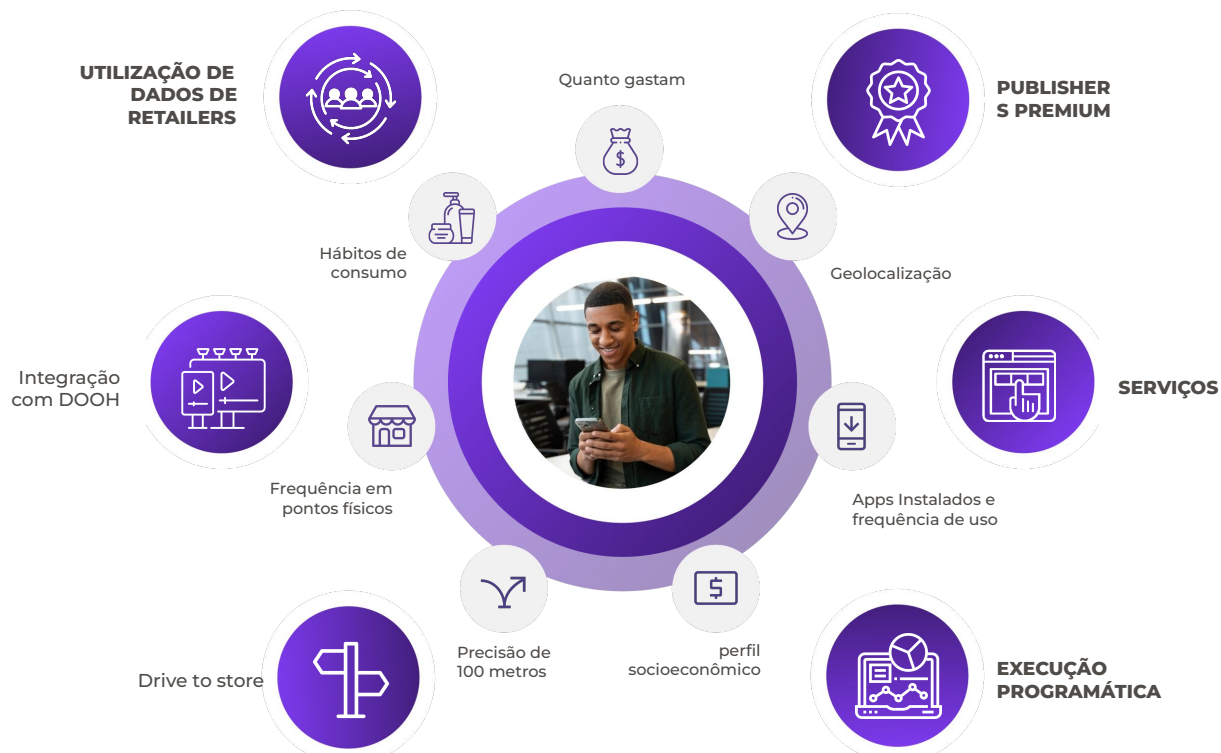 UTILIZAÇÃO DE
DADOS DE
RETAILERS
Quanto gastam
PUBLISHER
S PREMIUM
$
Hábitos de
consumo
Geolocalização
Integração
com DOOH
SERVIÇOS
Frequência em
pontos físicos
Apps Instalados e
frequência de uso
$
Drive to store
Precisão de
100 metros
perfil
socioeconômico
EXECUÇÃO
PROGRAMÁTICA